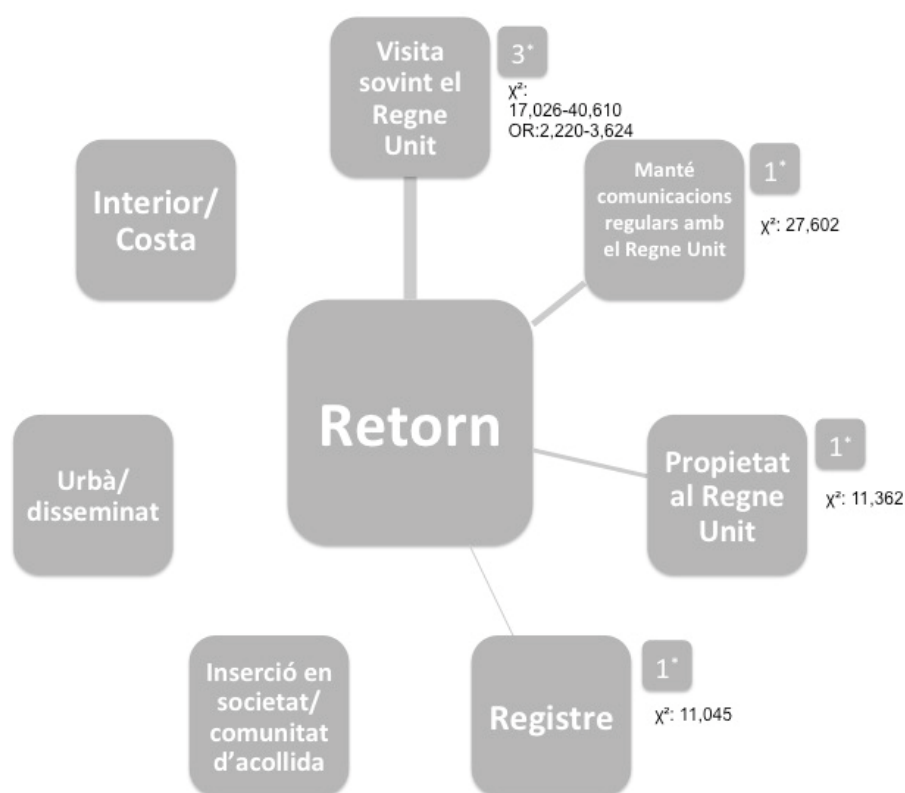 Visita
sovint el
Regne
Unit
3*
χ²:
17,026-40,610
OR:2,220-3,624
Manté
comunicacions
regulars amb
el Regne Unit
1*
χ²: 27,602
Interior/
Costa
Retorn
Propietat
al Regne
Unit
1*
χ²: 11,362
Urbà/
disseminat
Inserció en
societat/
comunitat
d'acollida
Registre
1*
χ²: 11,045